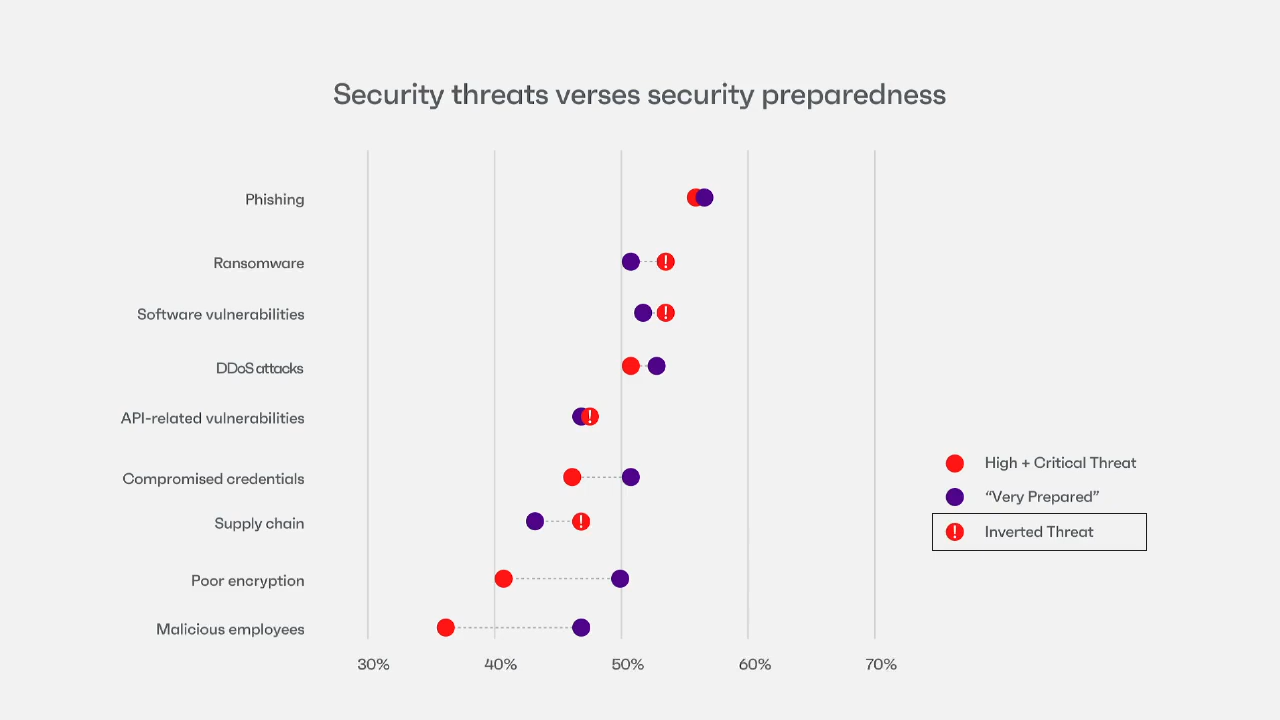 Security threats verses security preparedness
Phishing
Ransomware
Software vulnerabilities
DDoS attacks
API-related vulnerabilities
Compromised credentials
Supply chain
Poor encryption
Malicious employees
30% 40% 50% 60% 70%
High + Critical Threat
“Very Prepared”
! Inverted Threat